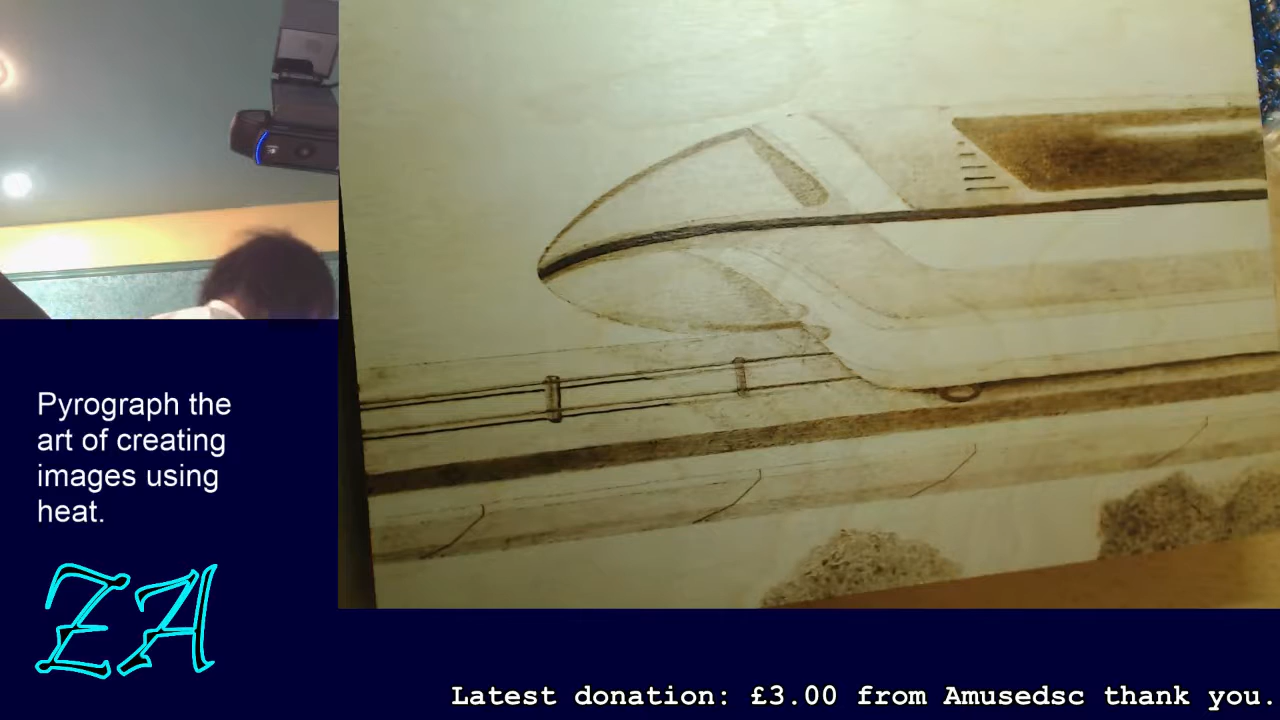 Pyrograph the
art of creating
images using
heat.
ZA
Latest donation: £3.00 from Amusedsc thank you.